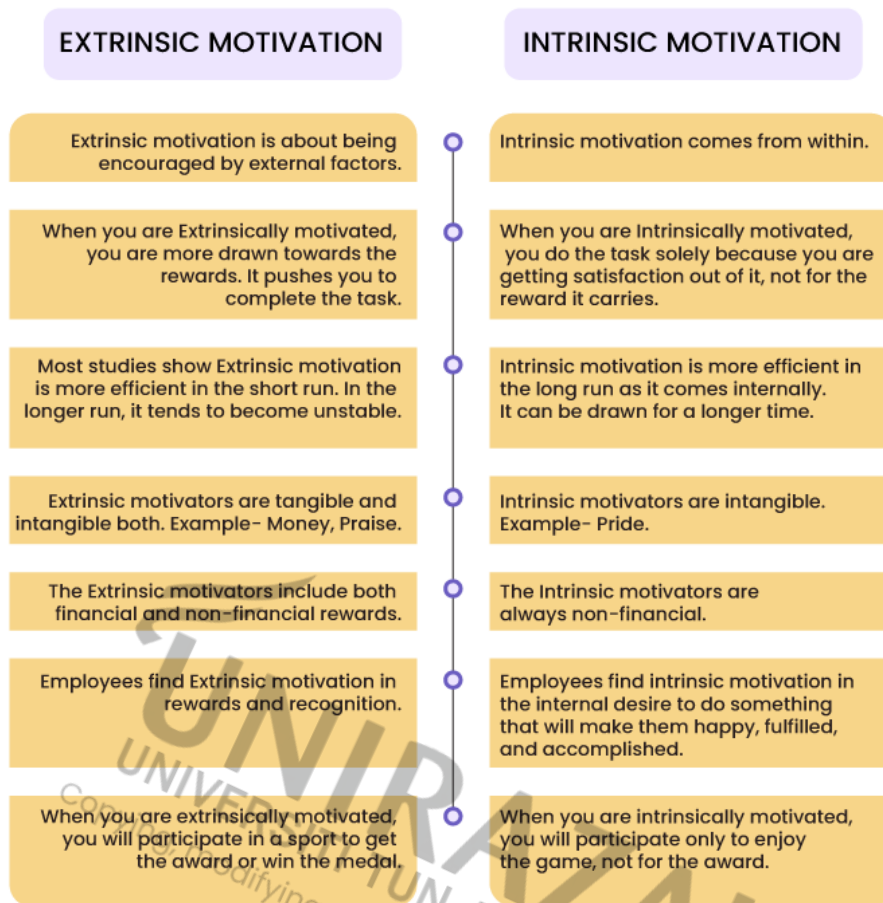 EXTRINSIC MOTIVATION
INTRINSIC MOTIVATION
Extrinsic motivation is about being
encouraged by external factors.
Intrinsic motivation comes from within.
When you are Extrinsically motivated,
you are more drawn towards the
rewards. It pushes you to
complete the task.
When you are Intrinsically motivated,
you do the task solely because you are
getting satisfaction out of it, not for the
reward it carries.
Most studies show Extrinsic motivation
is more efficient in the short run. In the
longer run, it tends to become unstable.
Intrinsic motivation is more efficient in
the long run as it comes internally.
It can be drawn for a longer time.
Extrinsic motivators are tangible and
intangible both. Example- Money, Praise.
Intrinsic motivators are intangible.
Example- Pride.
The Extrinsic motivators include both
financial and non-financial rewards.
The Intrinsic motivators are
always non-financial.
Employees find Extrinsic motivation in
rewards and recognition.
Employees find intrinsic motivation in
the internal desire to do something
that will make them happy, fulfilled,
and accomplished.
When you are extrinsically motivated,
you will participate in a sport to get
the award or win the medal.
When you are intrinsically motivated,
you will participate only to enjoy
the game, not for the award.
UNIVERSITI TUN
Copying, modifying